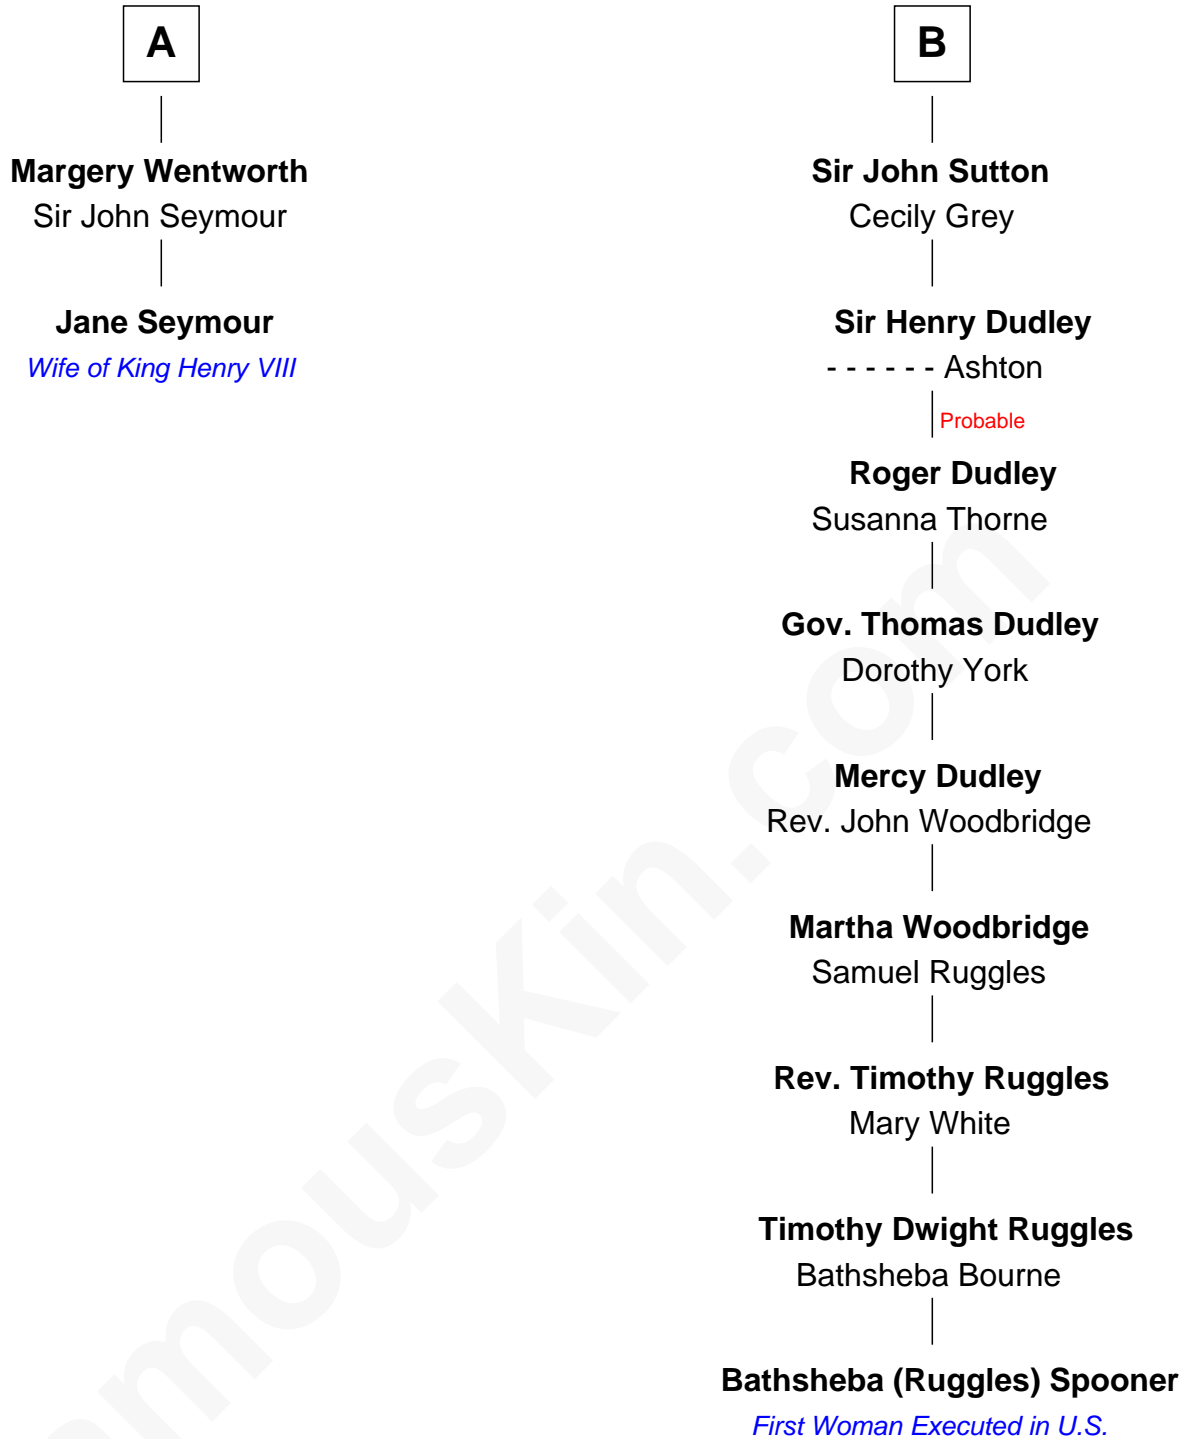 A
Margery Wentworth
Sir John Seymour
Jane Seymour
Wife of King Henry VIII
B
Sir John Sutton
Cecily Grey
Sir Henry Dudley
- - - - - - Ashton
Probable
Roger Dudley
Susanna Thorne
Gov. Thomas Dudley
Dorothy York
Mercy Dudley
Rev. John Woodbridge
Martha Woodbridge
Samuel Ruggles
Rev. Timothy Ruggles
Mary White
Timothy Dwight Ruggles
Bathsheba Bourne
Bathsheba (Ruggles) Spooner
First Woman Executed in U.S.
amousKin.com